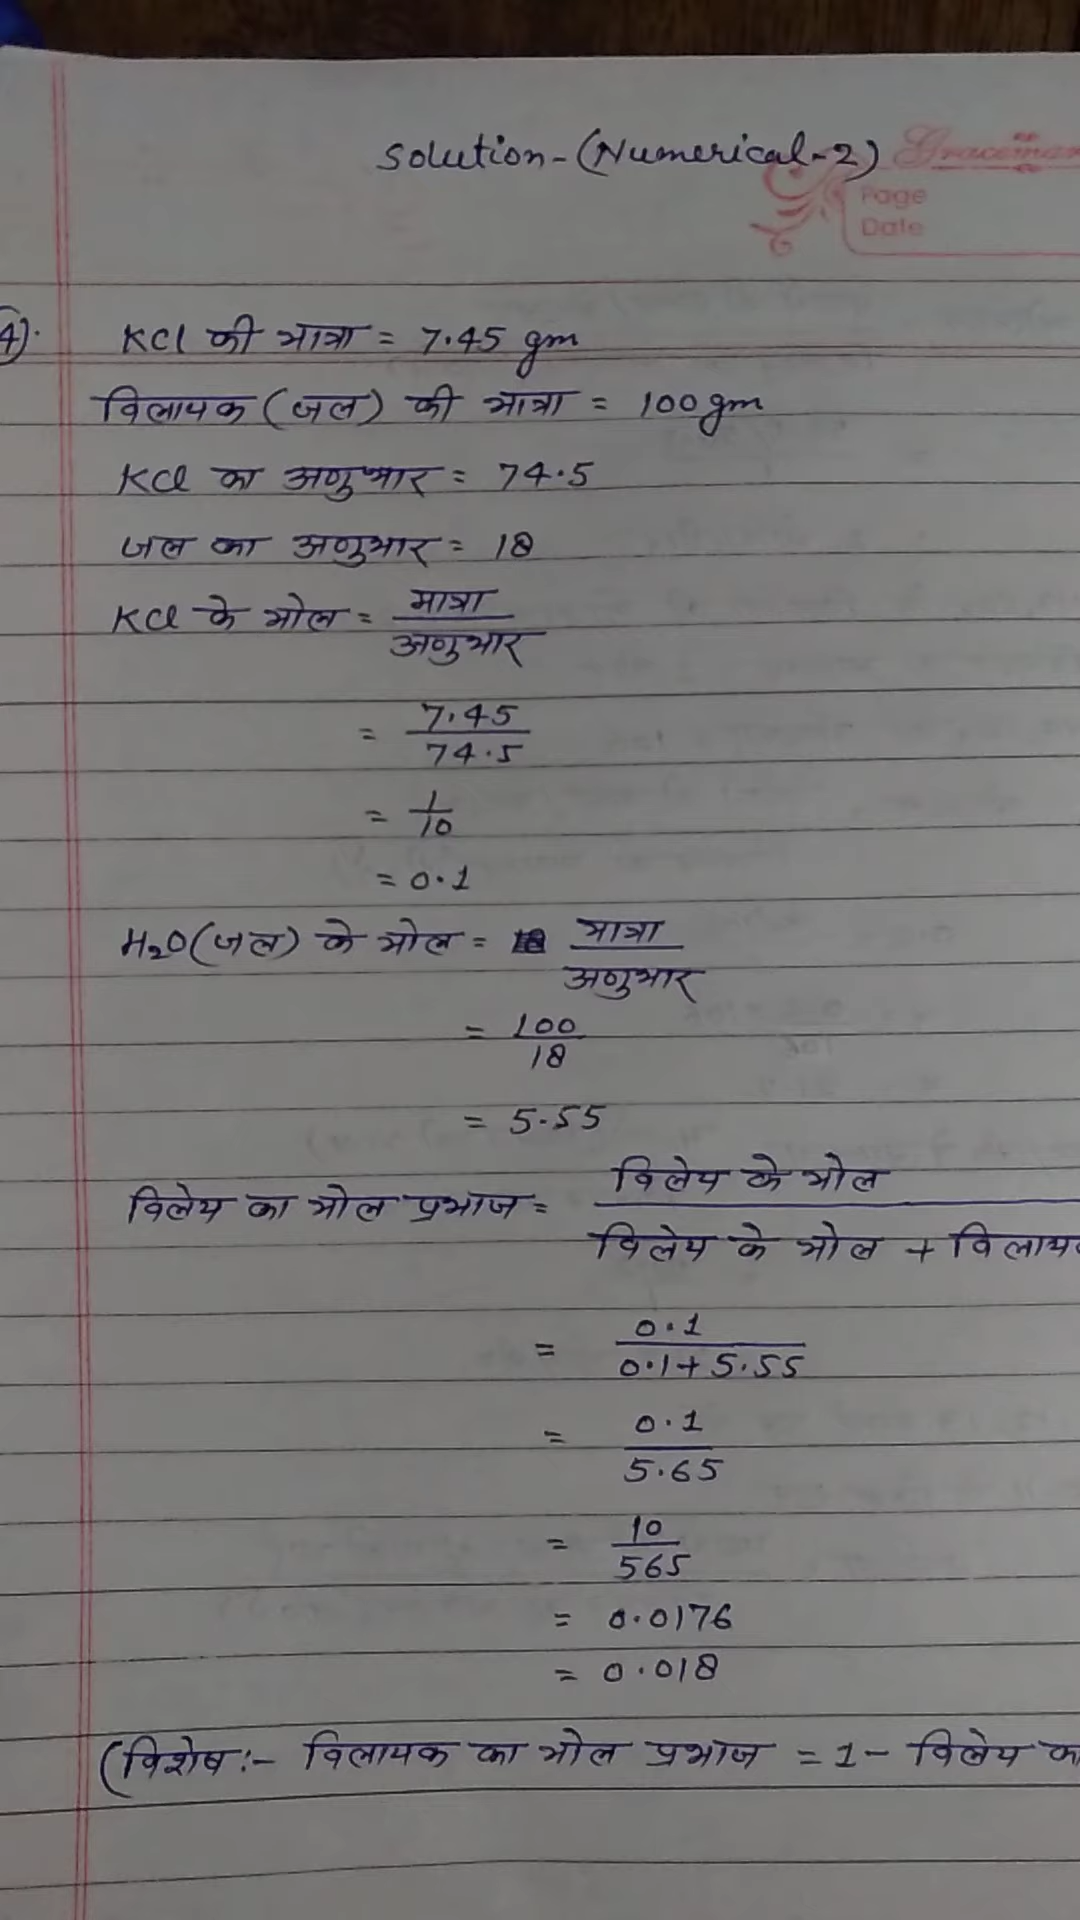 Solution-(Numerical-2)
Page
Date
4).
KCl की मात्रा = 7.45 gm
विलायक (जल) की मात्रा = 100 gm
KCl का अणुभार = 74.5
जल का अणुभार = 18
KCl के मोल = मात्रा
अणुभार
= 7.45
74.5
= 1
10
= 0.1
H₂O (जल) के मोल = मात्रा
अणुभार
= 100
18
= 5.55
विलेय का मोल प्रभाज = विलेय के मोल
विलेय के मोल + विलाय
= 0.1
0.1+5.55
= 0.1
5.65
= 10
565
= 0.0176
= 0.018
(विशेष:- विलायक का मोल प्रभाज = 1 - विलेय का